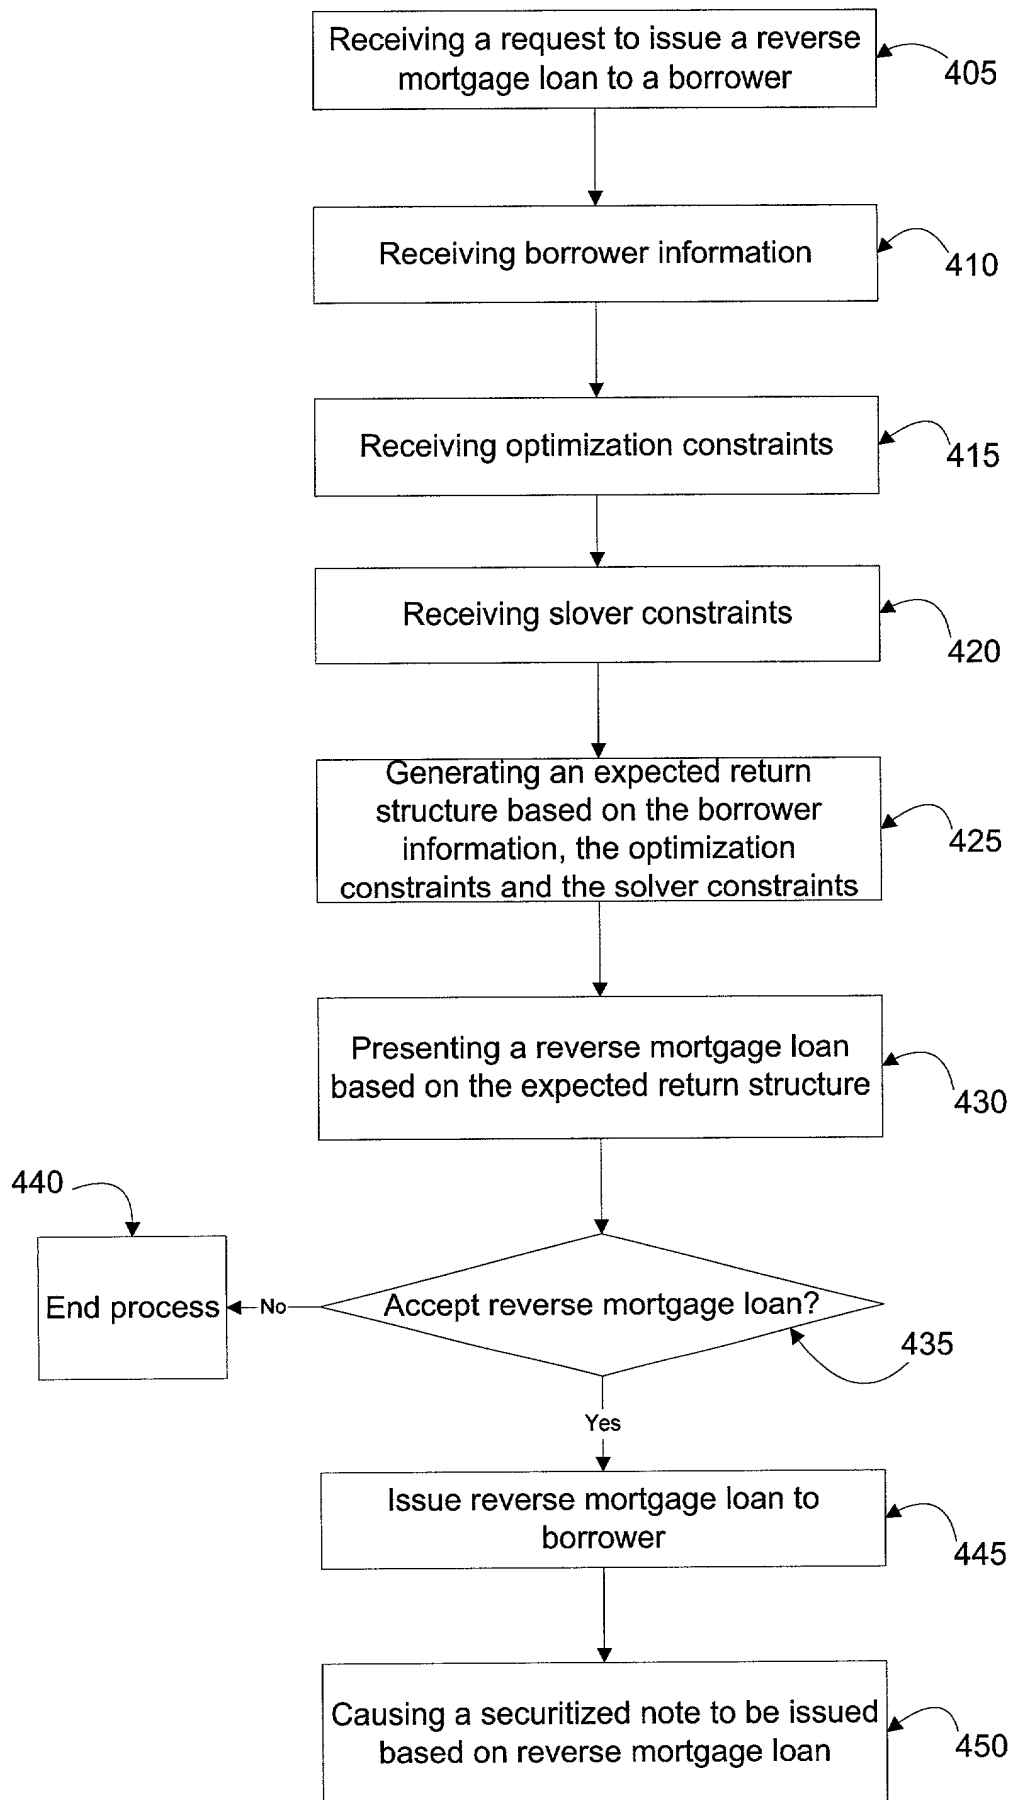 Receiving a request to issue a reverse
mortgage loan to a borrower
405
Receiving borrower information
410
Receiving optimization constraints
415
Receiving slover constraints
420
Generating an expected return
structure based on the borrower
information, the optimization
constraints and the solver constraints
425
Presenting a reverse mortgage loan
based on the expected return structure
430
440
End process
No
Accept reverse mortgage loan?
435
Yes
Issue reverse mortgage loan to
borrower
445
Causing a securitized note to be issued
based on reverse mortgage loan
450